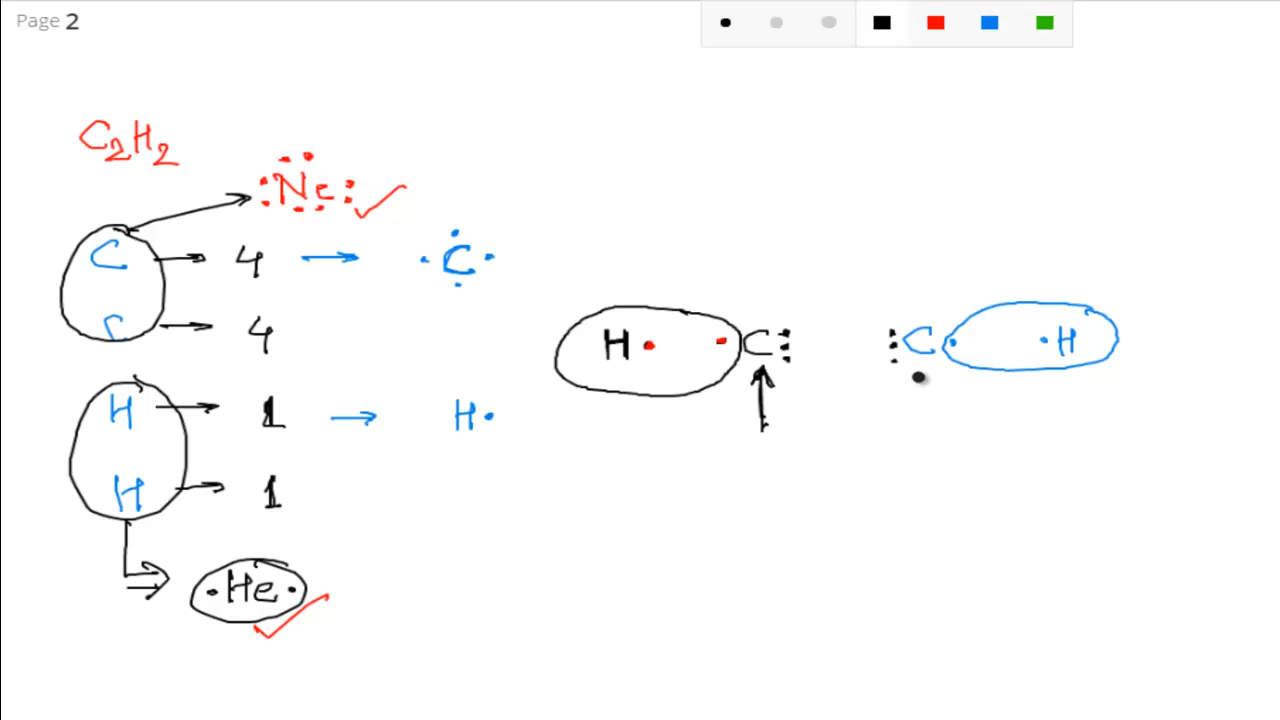 Page 2
C2H2
Ne
C → 4 → C
C → 4
H → 1 → H
H → 1
He
H C C H